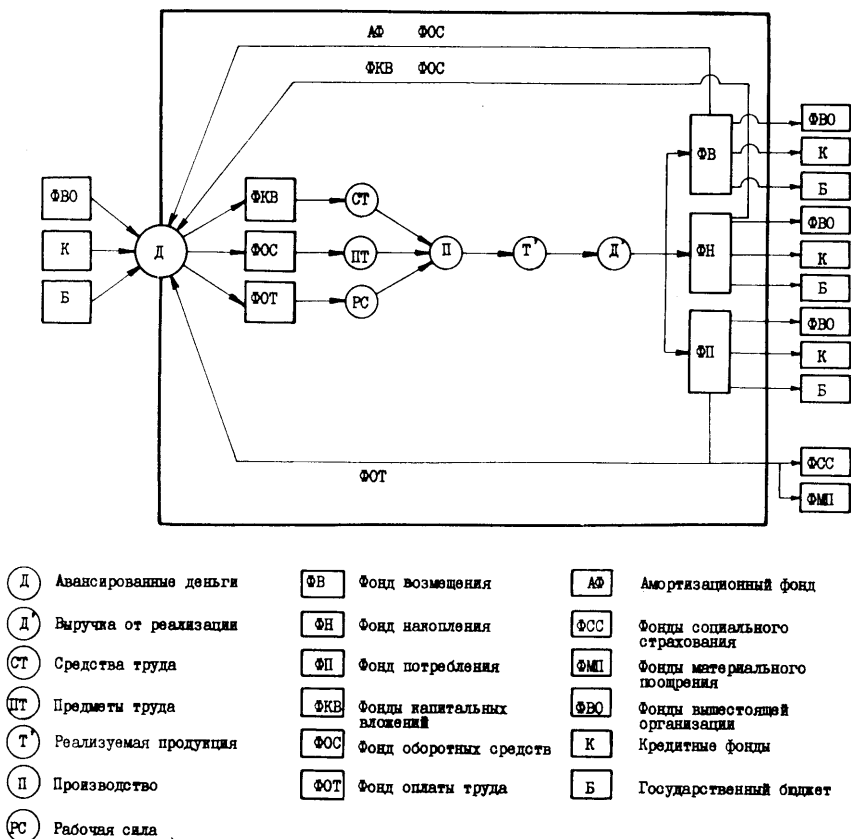 АФ ФОС
ФКВ ФОС
ФВО
К
Б
Д
ФКВ
ФОС
ФОТ
СТ
ПТ
РС
П
Т'
Д'
ФВ
ФН
ФП
ФВО
К
Б
ФВО
К
Б
ФВО
К
Б
ФОТ
ФСС
ФМП
Д Авансированные деньги
Д' Выручка от реализации
СТ Средства труда
ПТ Предметы труда
Т' Реализуемая продукция
П Производство
РС Рабочая сила
ФВ Фонд возмещения
ФН Фонд накопления
ФП Фонд потребления
ФКВ Фонды капитальных
вложений
ФОС Фонд оборотных средств
ФОТ Фонд оплаты труда
АФ Амортизационный фонд
ФСС Фонды социального
страхования
ФМП Фонды материального
поощрения
ФВО Фонды вышестоящей
организации
К Кредитные фонды
Б Государственный бюджет